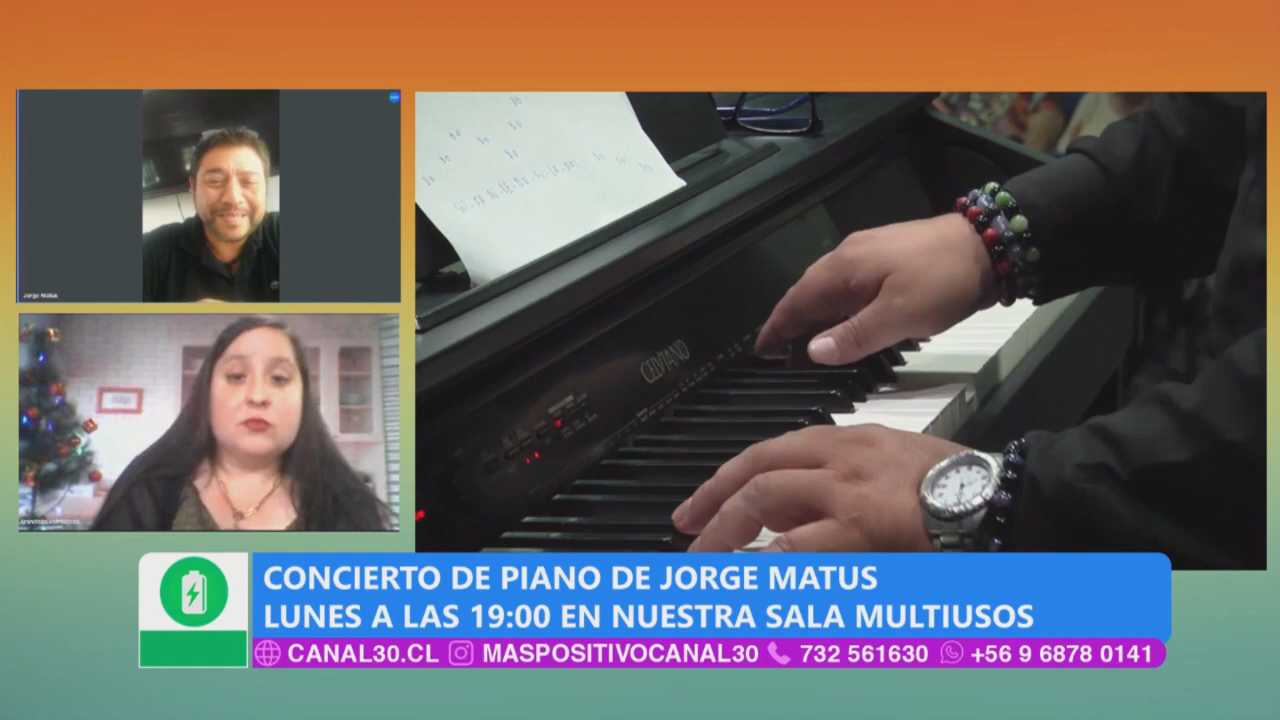 Jorge Matus
CELVIANO
CONCIERTO DE PIANO DE JORGE MATUS
LUNES A LAS 19:00 EN NUESTRA SALA MULTIUSOS
CANAL30.CL MASPOSITIVOCANAL30 732 561630 +56 9 6878 0141